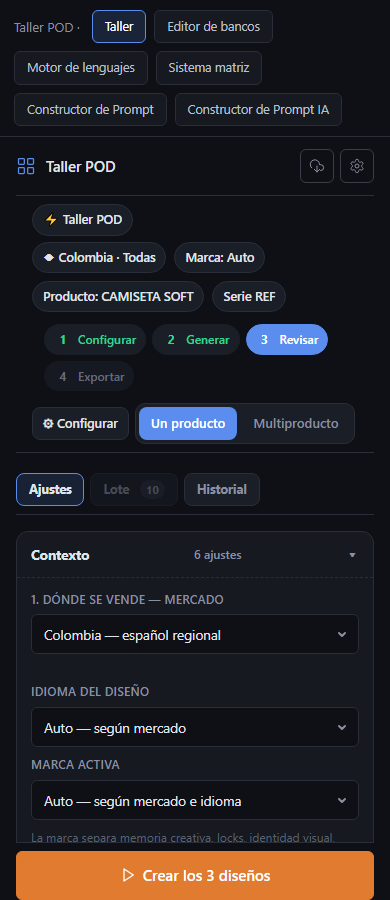 Taller POD · Taller Editor de bancos
Motor de lenguajes Sistema matriz
Constructor de Prompt Constructor de Prompt IA
Taller POD
⚡ Taller POD
Colombia · Todas Marca: Auto
Producto: CAMISETA SOFT Serie REF
1 Configurar 2 Generar 3 Revisar
4 Exportar
⚙ Configurar Un producto Multiproducto
Ajustes Lote 10 Historial
Contexto 6 ajustes ▾
1. DÓNDE SE VENDE — MERCADO
Colombia — español regional
IDIOMA DEL DISEÑO
Auto — según mercado
MARCA ACTIVA
Auto — según mercado e idioma
La marca separa memoria creativa, locks, identidad visual,
Crear los 3 diseños